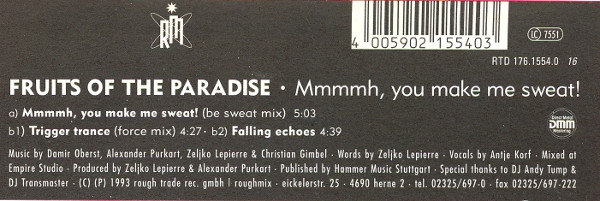 RM
4 005902 155403
LC 7551
RTD 176.1554.0 16
FRUITS OF THE PARADISE · Mmmmh, you make me sweat!
a) Mmmmh, you make me sweat! (be sweat mix) 5:03
b1) Trigger trance (force mix) 4:27 · b2) Falling echoes 4:39
Direct Metal
DMM
Mastering
Music by Damir Oberst, Alexander Purkart, Zeljko Lepierre & Christian Gimbel · Words by Zeljko Lepierre · Vocals by Antje Korf · Mixed at
Empire Studio · Produced by Zeljko Lepierre & Alexander Purkart · Published by Hammer Music Stuttgart · Special thanks to DJ Andy Tump &
DJ Transmaster · (C) (P) 1993 rough trade rec. gmbh | roughmix · eickelerstr. 25 · 4690 herne 2 · tel. 02325/697-0 · fax 02325/697-222